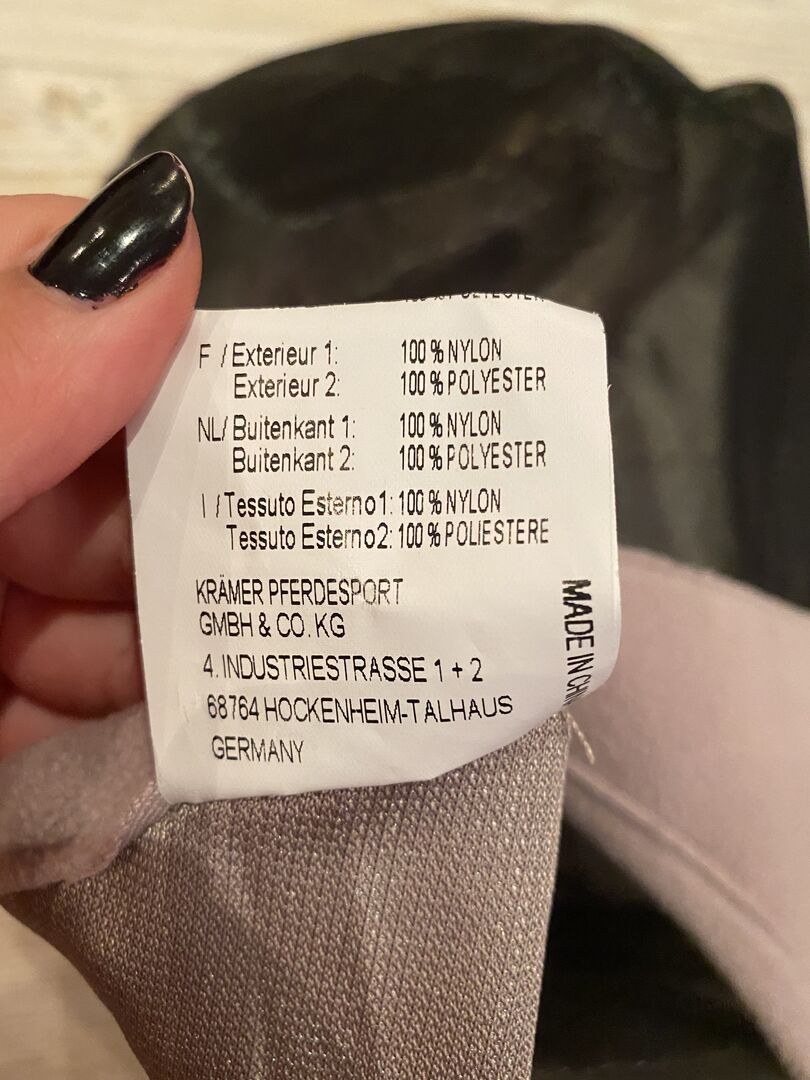 F / Exterieur 1: 100 % NYLON
Exterieur 2: 100 % POLYESTER
NL/ Buitenkant 1: 100 % NYLON
Buitenkant 2: 100 % POLYESTER
I / Tessuto Esterno1: 100 % NYLON
Tessuto Esterno2: 100 % POLIESTERE
KRÄMER PFERDESPORT
GMBH & CO. KG
4. INDUSTRIESTRASSE 1 + 2
68764 HOCKENHEIM-TALHAUS
GERMANY
MADE IN